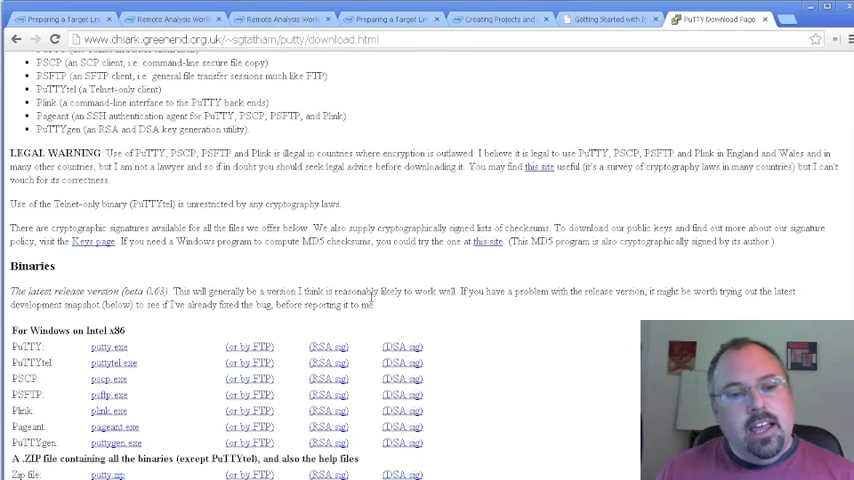 Preparing a Target Lin
Remote Analysis Work
Remote Analysis Work
Preparing a Target Lin
Creating Projects and
Getting Started with
PuTTY Download Page
www.chiark.greenend.org.uk/~sgtatham/putty/download.html
PSCP (an SCP client, i.e. command-line secure file copy)
PSFTP (an SFTP client, i.e. general file transfer sessions much like FTP)
PuTTYtel (a Telnet-only client)
Plink (a command-line interface to the PuTTY back ends)
Pageant (an SSH authentication agent for PuTTY, PSCP, PSFTP, and Plink)
PuTTYgen (an RSA and DSA key generation utility).
LEGAL WARNING: Use of PuTTY, PSCP, PSFTP and Plink is illegal in countries where encryption is outlawed. I believe it is legal to use PuTTY, PSCP, PSFTP and Plink in England and Wales and in
many other countries, but I am not a lawyer and so if in doubt you should seek legal advice before downloading it. You may find this site useful (it's a survey of cryptography laws in many countries) but I can't
vouch for its correctness.
Use of the Telnet-only binary (PuTTYtel) is unrestricted by any cryptography laws.
There are cryptographic signatures available for all the files we offer below. We also supply cryptographically signed lists of checksums. To download our public keys and find out more about our signature
policy, visit the Keys page. If you need a Windows program to compute MD5 checksums, you could try the one at this site. (This MD5 program is also cryptographically signed by its author.)
Binaries
The latest release version (beta 0.63). This will generally be a version I think is reasonably likely to work well. If you have a problem with the release version, it might be worth trying out the latest
development snapshot (below) to see if I've already fixed the bug, before reporting it to me.
For Windows on Intel x86
PuTTY: putty.exe (or by FTP) (RSA sig) (DSA sig)
PuTTYtel: puttytel.exe (or by FTP) (RSA sig) (DSA sig)
PSCP: pscp.exe (or by FTP) (RSA sig) (DSA sig)
PSFTP: psftp.exe (or by FTP) (RSA sig) (DSA sig)
Plink: plink.exe (or by FTP) (RSA sig) (DSA sig)
Pageant: pageant.exe (or by FTP) (RSA sig) (DSA sig)
PuTTYgen: puttygen.exe (or by FTP) (RSA sig) (DSA sig)
A .ZIP file containing all the binaries (except PuTTYtel), and also the help files
Zip file: putty.zip (or by FTP) (RSA sig) (DSA sig)